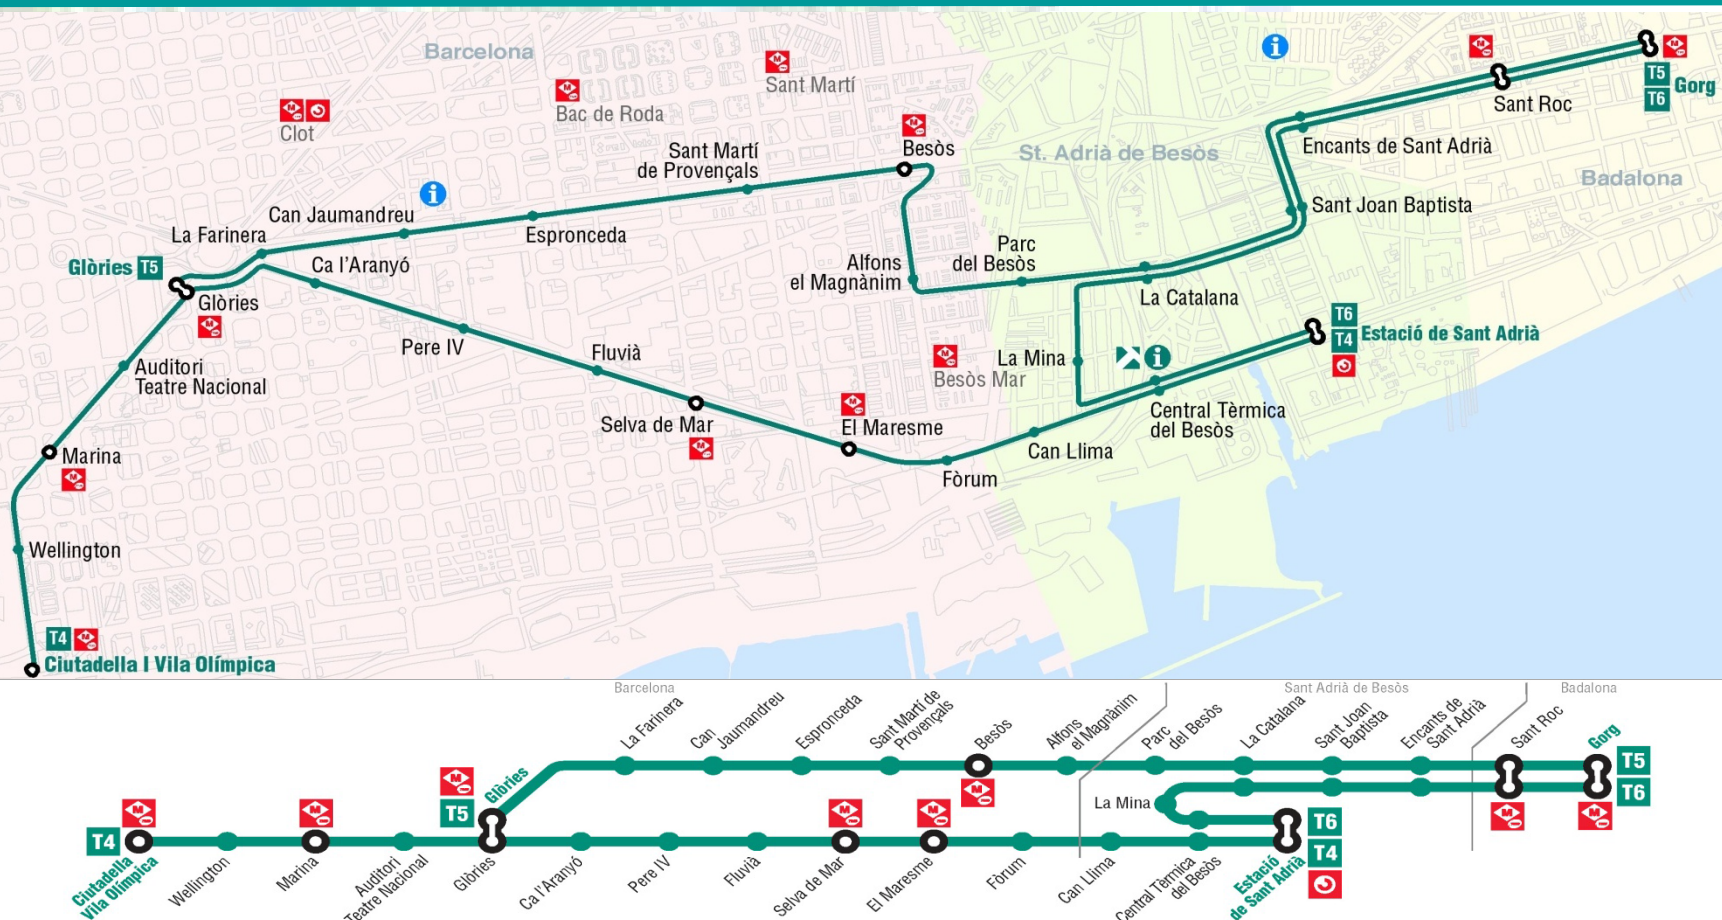 Barcelona
Sant Martí
Bac de Roda
Clot
Besòs
Sant Martí
de Provençals
St. Adrià de Besòs
Sant Roc
T5
Gorg
T6
Encants de Sant Adrià
Badalona
Sant Joan Baptista
Can Jaumandreu
La Farinera
Espronceda
Parc
del Besòs
Alfons
el Magnànim
Glòries T5
Ca l'Aranyó
Glòries
La Catalana
T6
T4 Estació de Sant Adrià
Pere IV
Fluvià
La Mina
Besòs Mar
Auditori
Teatre Nacional
Selva de Mar
El Maresme
Central Tèrmica
del Besòs
Can Llima
Marina
Fòrum
Wellington
T4
Ciutadella I Vila Olímpica
Barcelona
Sant Adrià de Besòs
Badalona
La Farinera
Can
Jaumandreu
Espronceda
Sant Martí de
Provençals
Besòs
Alfons
el Magnànim
Parc
del Besòs
La Catalana
Sant Joan
Baptista
Encants de
Sant Adrià
Sant Roc
Gorg
T5
T6
Glòries
T5
La Mina
T4
T6
T4
Ciutadella
Vila Olímpica
Wellington
Marina
Auditori
Teatre Nacional
Glòries
Ca l'Aranyó
Pere IV
Fluvià
Selva de Mar
El Maresme
Fòrum
Can Llima
Central Tèrmica
del Besòs
Estació
de Sant Adrià